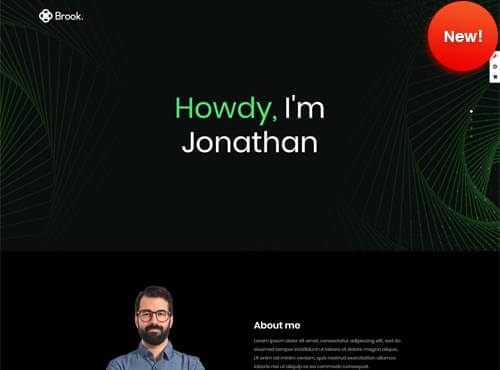 Brook.
New!
Howdy, I'm
Jonathan
About me
Lorem ipsum dolor sit amet, consectetur adipiscing elit, sed do
eiusmod tempor incididunt ut labore et dolore magna aliqua.
Ut enim ad minim veniam, quis nostrud exercitation ullamco
laboris nisi ut aliquip ex ea commodo consequat.